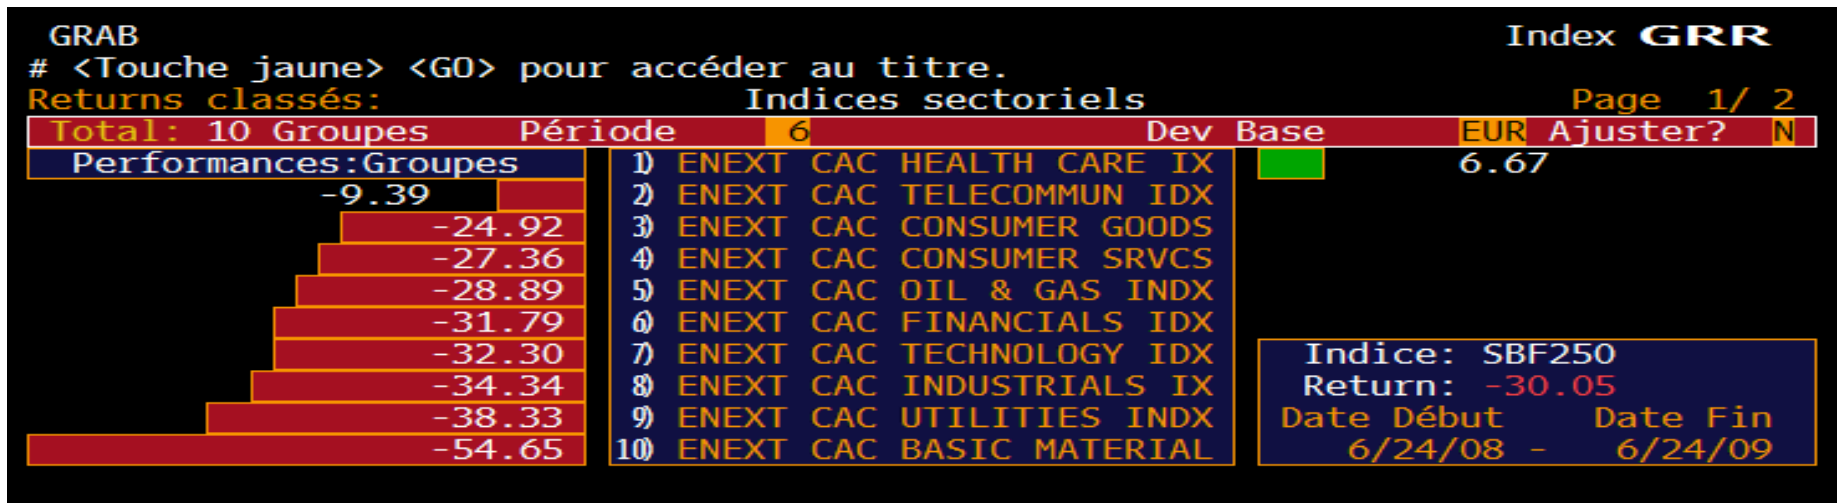 GRAB Index GRR
# <Touche jaune> <GO> pour accéder au titre.
Returns classés: Indices sectoriels Page 1/ 2
Total: 10 Groupes Période 6 Dev Base EUR Ajuster? N
Performances:Groupes 1) ENEXT CAC HEALTH CARE IX 6.67
-9.39 2) ENEXT CAC TELECOMMUN IDX
-24.92 3) ENEXT CAC CONSUMER GOODS
-27.36 4) ENEXT CAC CONSUMER SRVCS
-28.89 5) ENEXT CAC OIL & GAS INDX
-31.79 6) ENEXT CAC FINANCIALS IDX
-32.30 7) ENEXT CAC TECHNOLOGY IDX Indice: SBF250
-34.34 8) ENEXT CAC INDUSTRIALS IX Return: -30.05
-38.33 9) ENEXT CAC UTILITIES INDX Date Début Date Fin
-54.65 10) ENEXT CAC BASIC MATERIAL 6/24/08 - 6/24/09